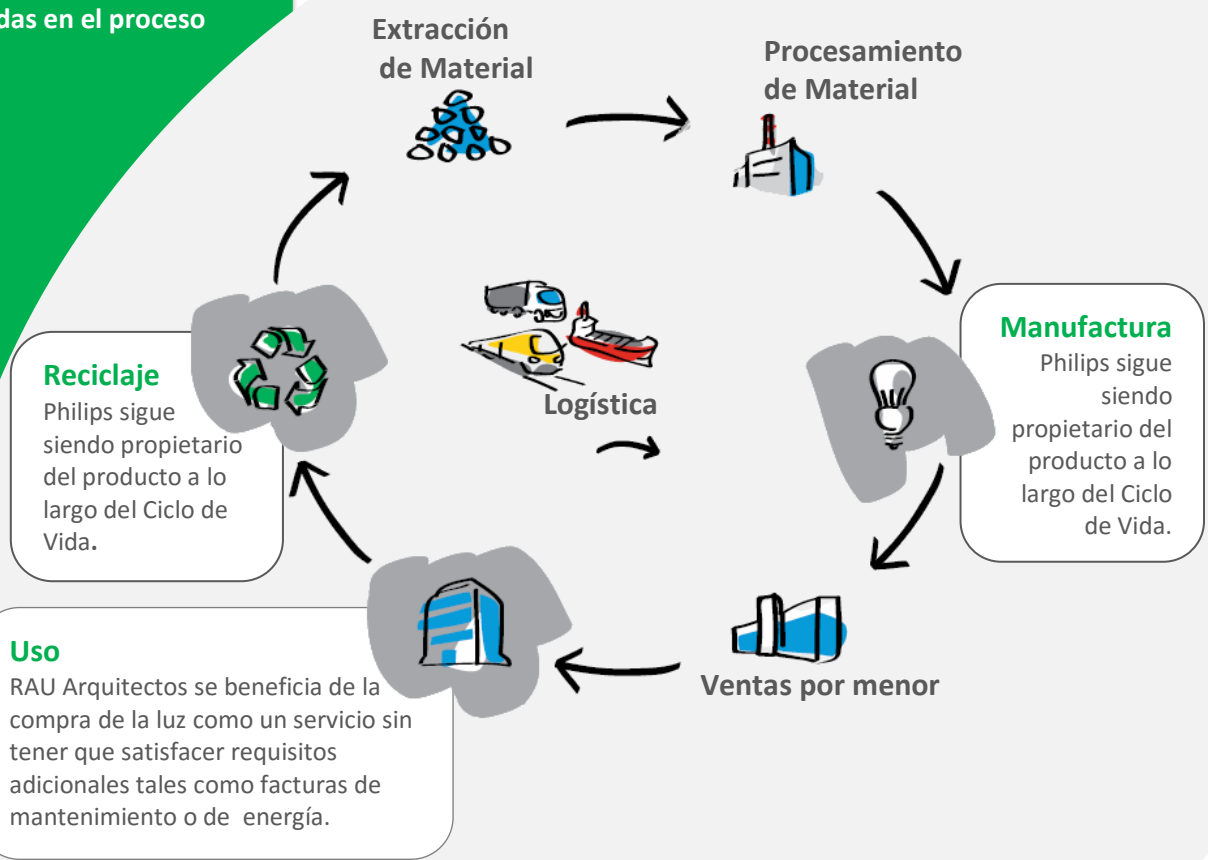 en el proceso
Extracción
de Material
Procesamiento
de Material
Manufactura
Philips sigue
siendo
propietario del
producto a lo
largo del Ciclo
de Vida.
Logística
Reciclaje
Philips sigue
siendo propietario
del producto a lo
largo del Ciclo de
Vida.
Ventas por menor
Uso
RAU Arquitectos se beneficia de la
compra de la luz como un servicio sin
tener que satisfacer requisitos
adicionales tales como facturas de
mantenimiento o de energía.